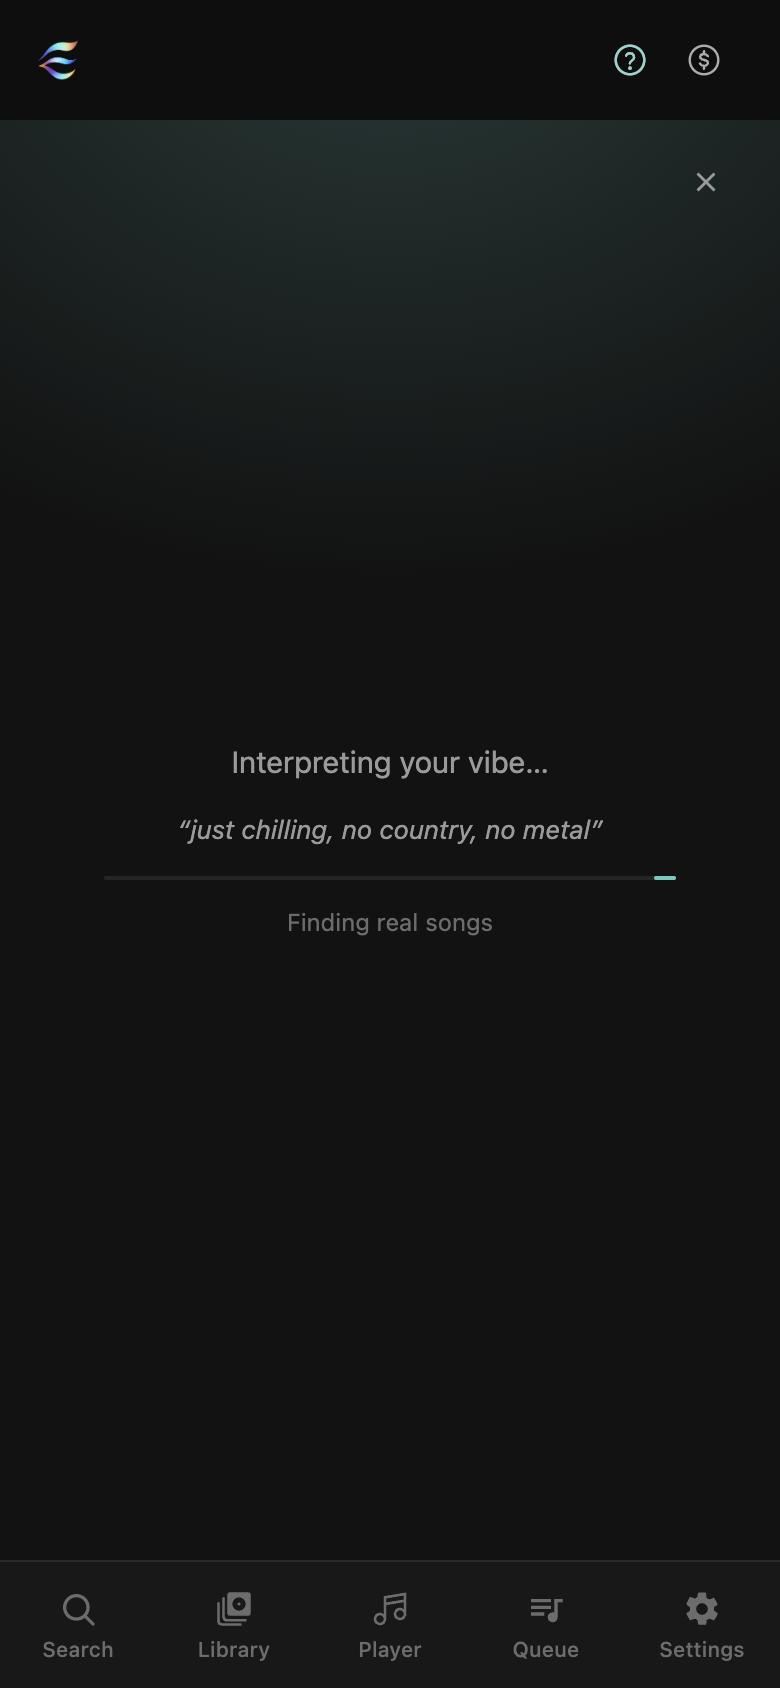 Interpreting your vibe...
“just chilling, no country, no metal”
Finding real songs
Search
Library
Player
Queue
Settings